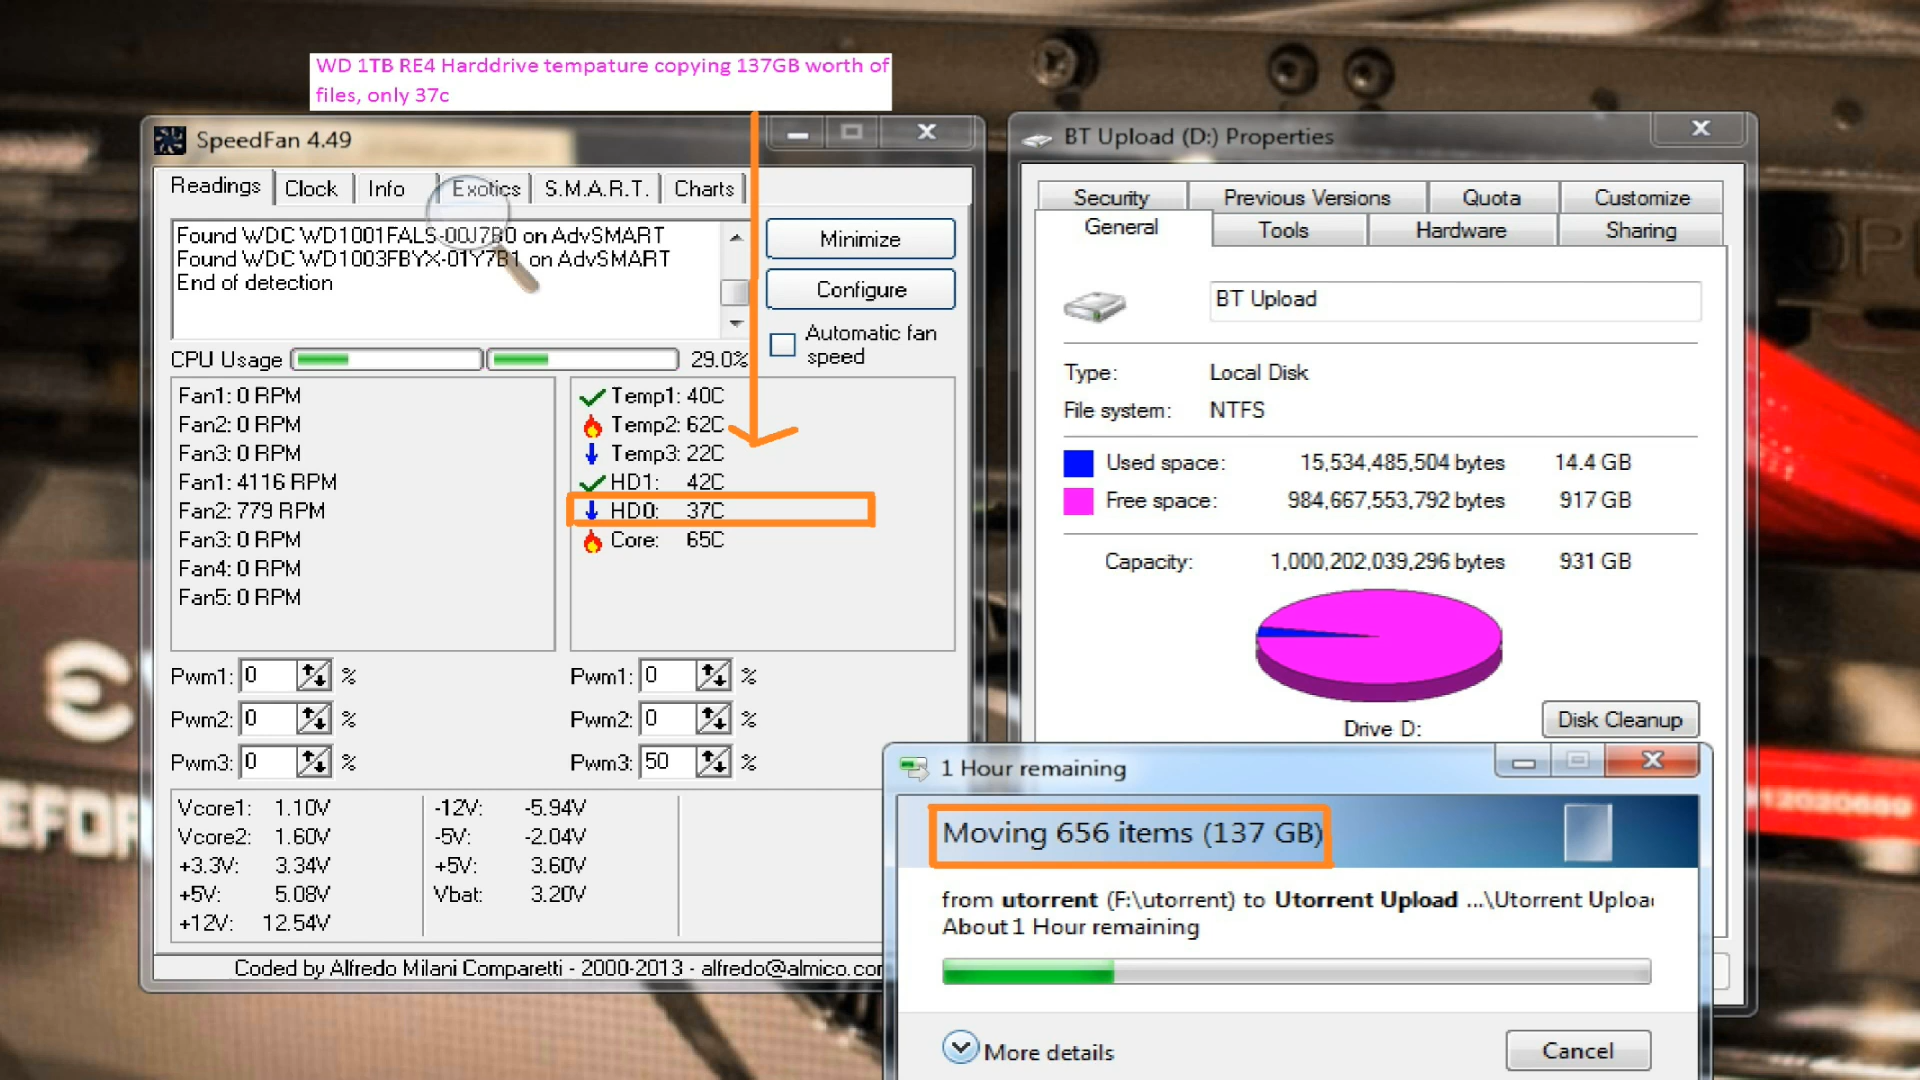 WD 1TB RE4 Harddrive tempature copying 137GB worth of
files, only 37c
SpeedFan 4.49
Readings Clock Info Exotics S.M.A.R.T. Charts
Found WDC WD1001FALS-00J7B0 on AdvSMART
Found WDC WD1003FBYX-01Y7B1 on AdvSMART
End of detection
Minimize
Configure
Automatic fan
speed
CPU Usage 29.0%
Fan1: 0 RPM
Fan2: 0 RPM
Fan3: 0 RPM
Fan1: 4116 RPM
Fan2: 779 RPM
Fan3: 0 RPM
Fan4: 0 RPM
Fan5: 0 RPM
Temp1: 40C
Temp2: 62C
Temp3: 22C
HD1: 42C
HD0: 37C
Core: 65C
Pwm1: 0 %
Pwm2: 0 %
Pwm3: 0 %
Pwm1: 0 %
Pwm2: 0 %
Pwm3: 50 %
Vcore1: 1.10V
Vcore2: 1.60V
+3.3V: 3.34V
+5V: 5.08V
+12V: 12.54V
-12V: -5.94V
-5V: -2.04V
+5V: 3.60V
Vbat: 3.20V
Coded by Alfredo Milani Comparetti - 2000-2013 - alfredo@almico.com
BT Upload (D:) Properties
Security Previous Versions Quota Customize
General Tools Hardware Sharing
BT Upload
Type: Local Disk
File system: NTFS
Used space: 15,534,485,504 bytes 14.4 GB
Free space: 984,667,553,792 bytes 917 GB
Capacity: 1,000,202,039,296 bytes 931 GB
Drive D:
Disk Cleanup
1 Hour remaining
Moving 656 items (137 GB)
from utorrent (F:\utorrent) to Utorrent Upload ...\Utorrent Uploa
About 1 Hour remaining
More details
Cancel
EFOR